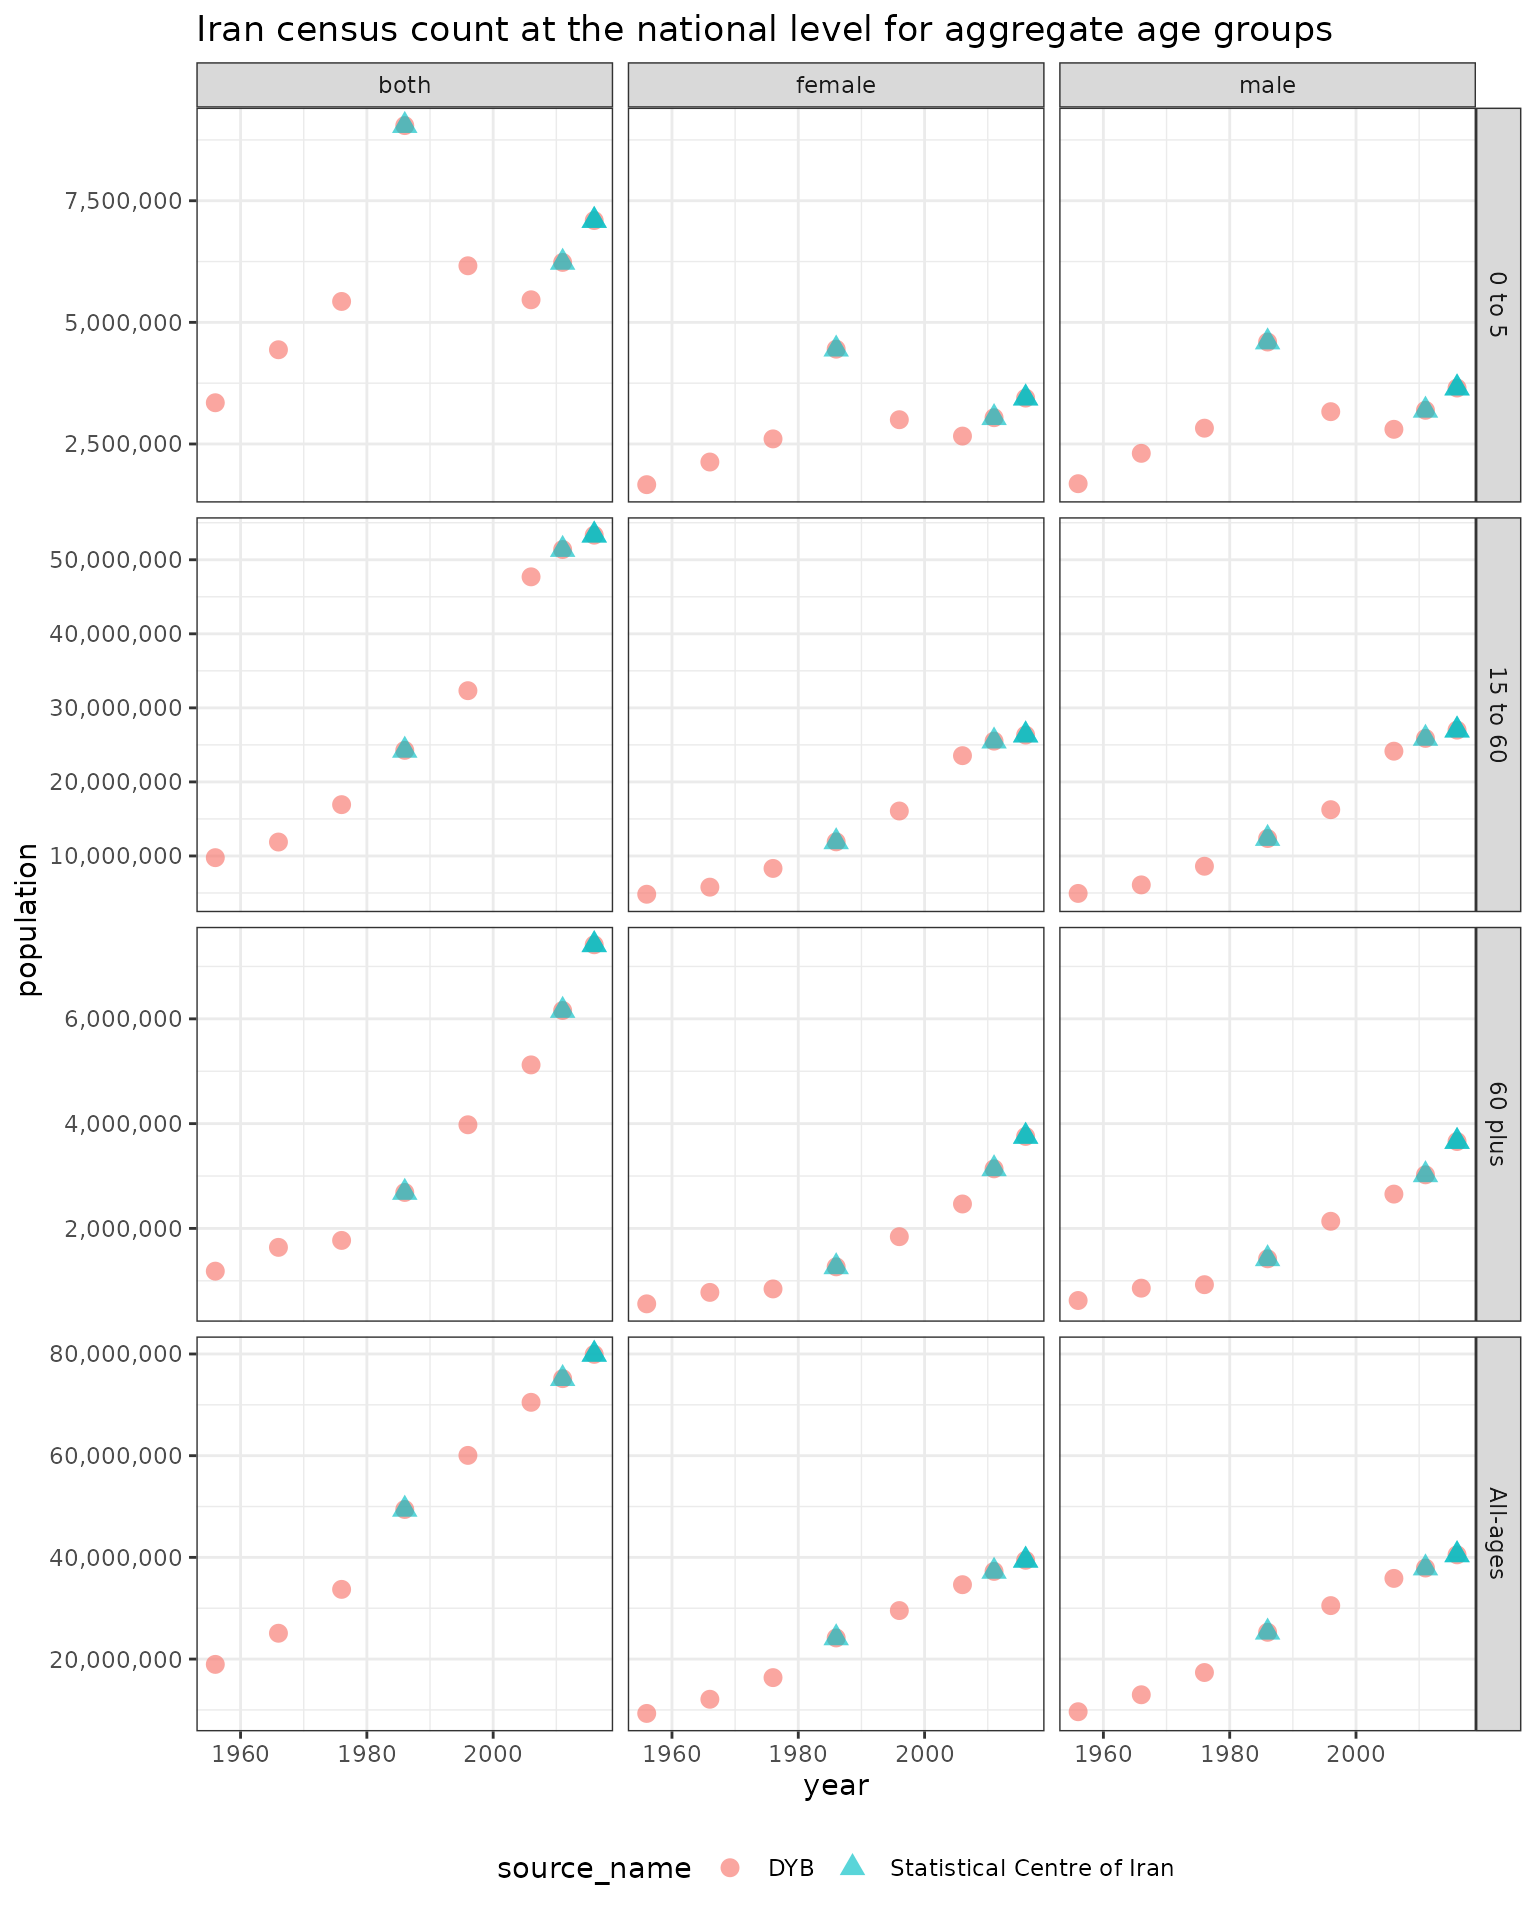 Iran census count at the national level for aggregate age groups
both female male
7,500,000
5,000,000
2,500,000
0 to 5
50,000,000
40,000,000
30,000,000
20,000,000
10,000,000
15 to 60
6,000,000
4,000,000
2,000,000
60 plus
80,000,000
60,000,000
40,000,000
20,000,000
All-ages
population
1960 1980 2000 1960 1980 2000 1960 1980 2000
year
source_name DYB Statistical Centre of Iran